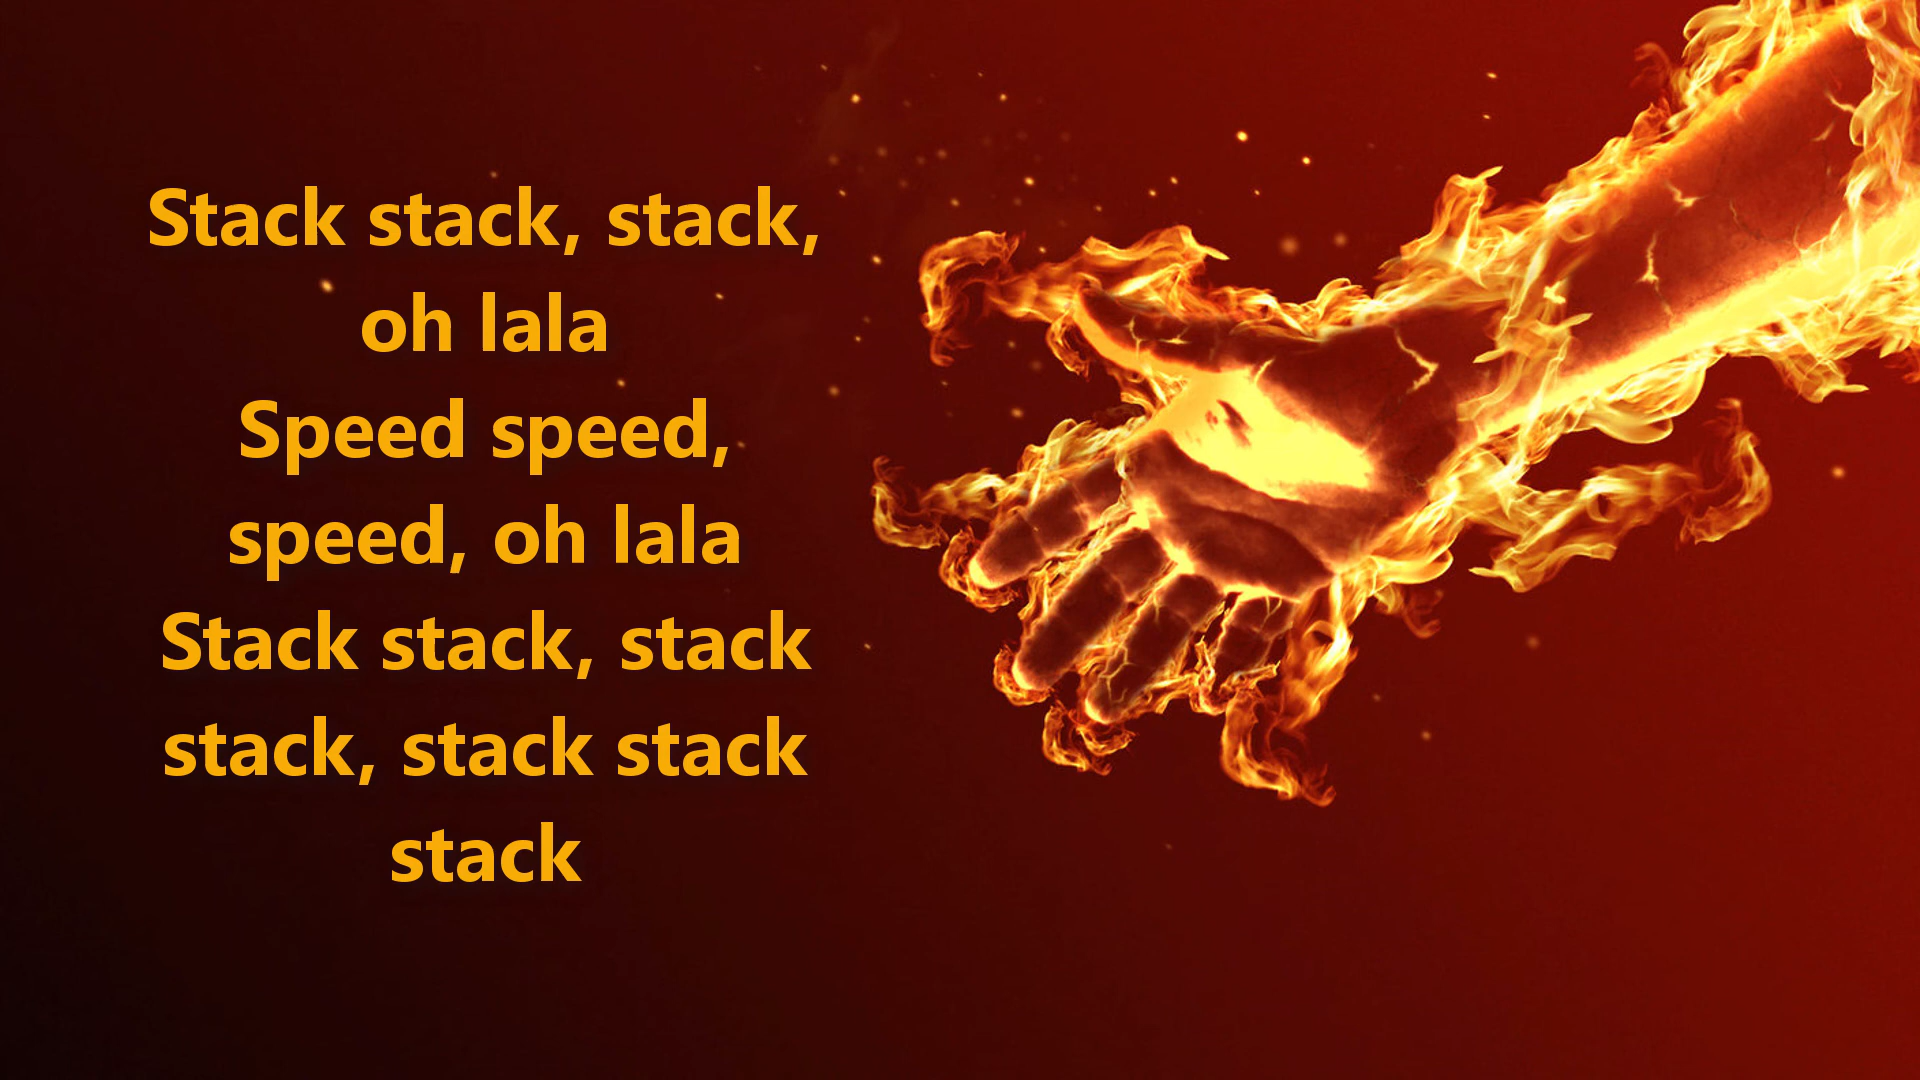 Stack stack, stack,
oh lala
Speed speed,
speed, oh lala
Stack stack, stack
stack, stack stack
stack